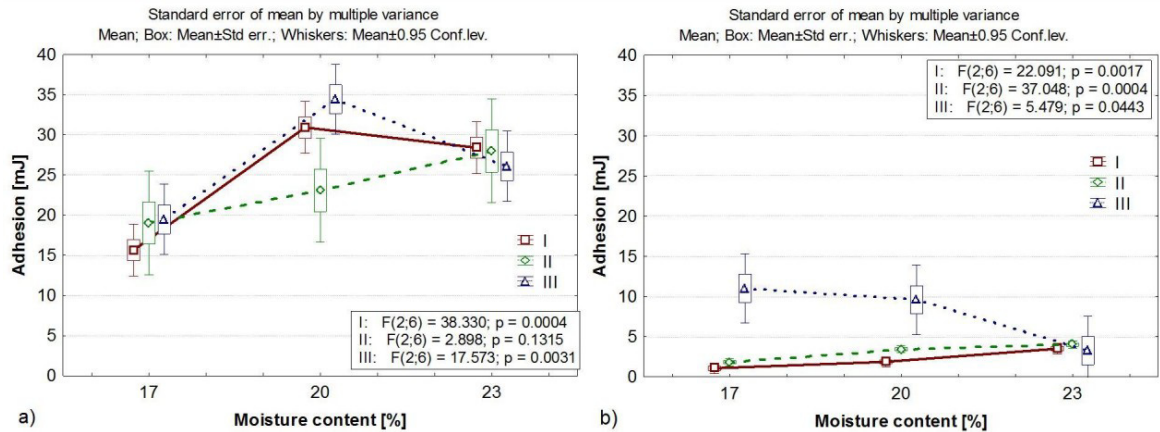 Standard error of mean by multiple variance
Mean; Box: Mean±Std err.; Whiskers: Mean±0.95 Conf.lev.
40
35
30
25
20
15
10
5
0
Adhesion [mJ]
I
II
III
I: F(2;6) = 38.330; p = 0.0004
II: F(2;6) = 2.898; p = 0.1315
III: F(2;6) = 17.573; p = 0.0031
17 20 23
a) Moisture content [%]
Standard error of mean by multiple variance
Mean; Box: Mean±Std err.; Whiskers: Mean±0.95 Conf.lev.
I: F(2;6) = 22.091; p = 0.0017
II: F(2;6) = 37.048; p = 0.0004
III: F(2;6) = 5.479; p = 0.0443
40
35
30
25
20
15
10
5
0
Adhesion [mJ]
I
II
III
17 20 23
b) Moisture content [%]